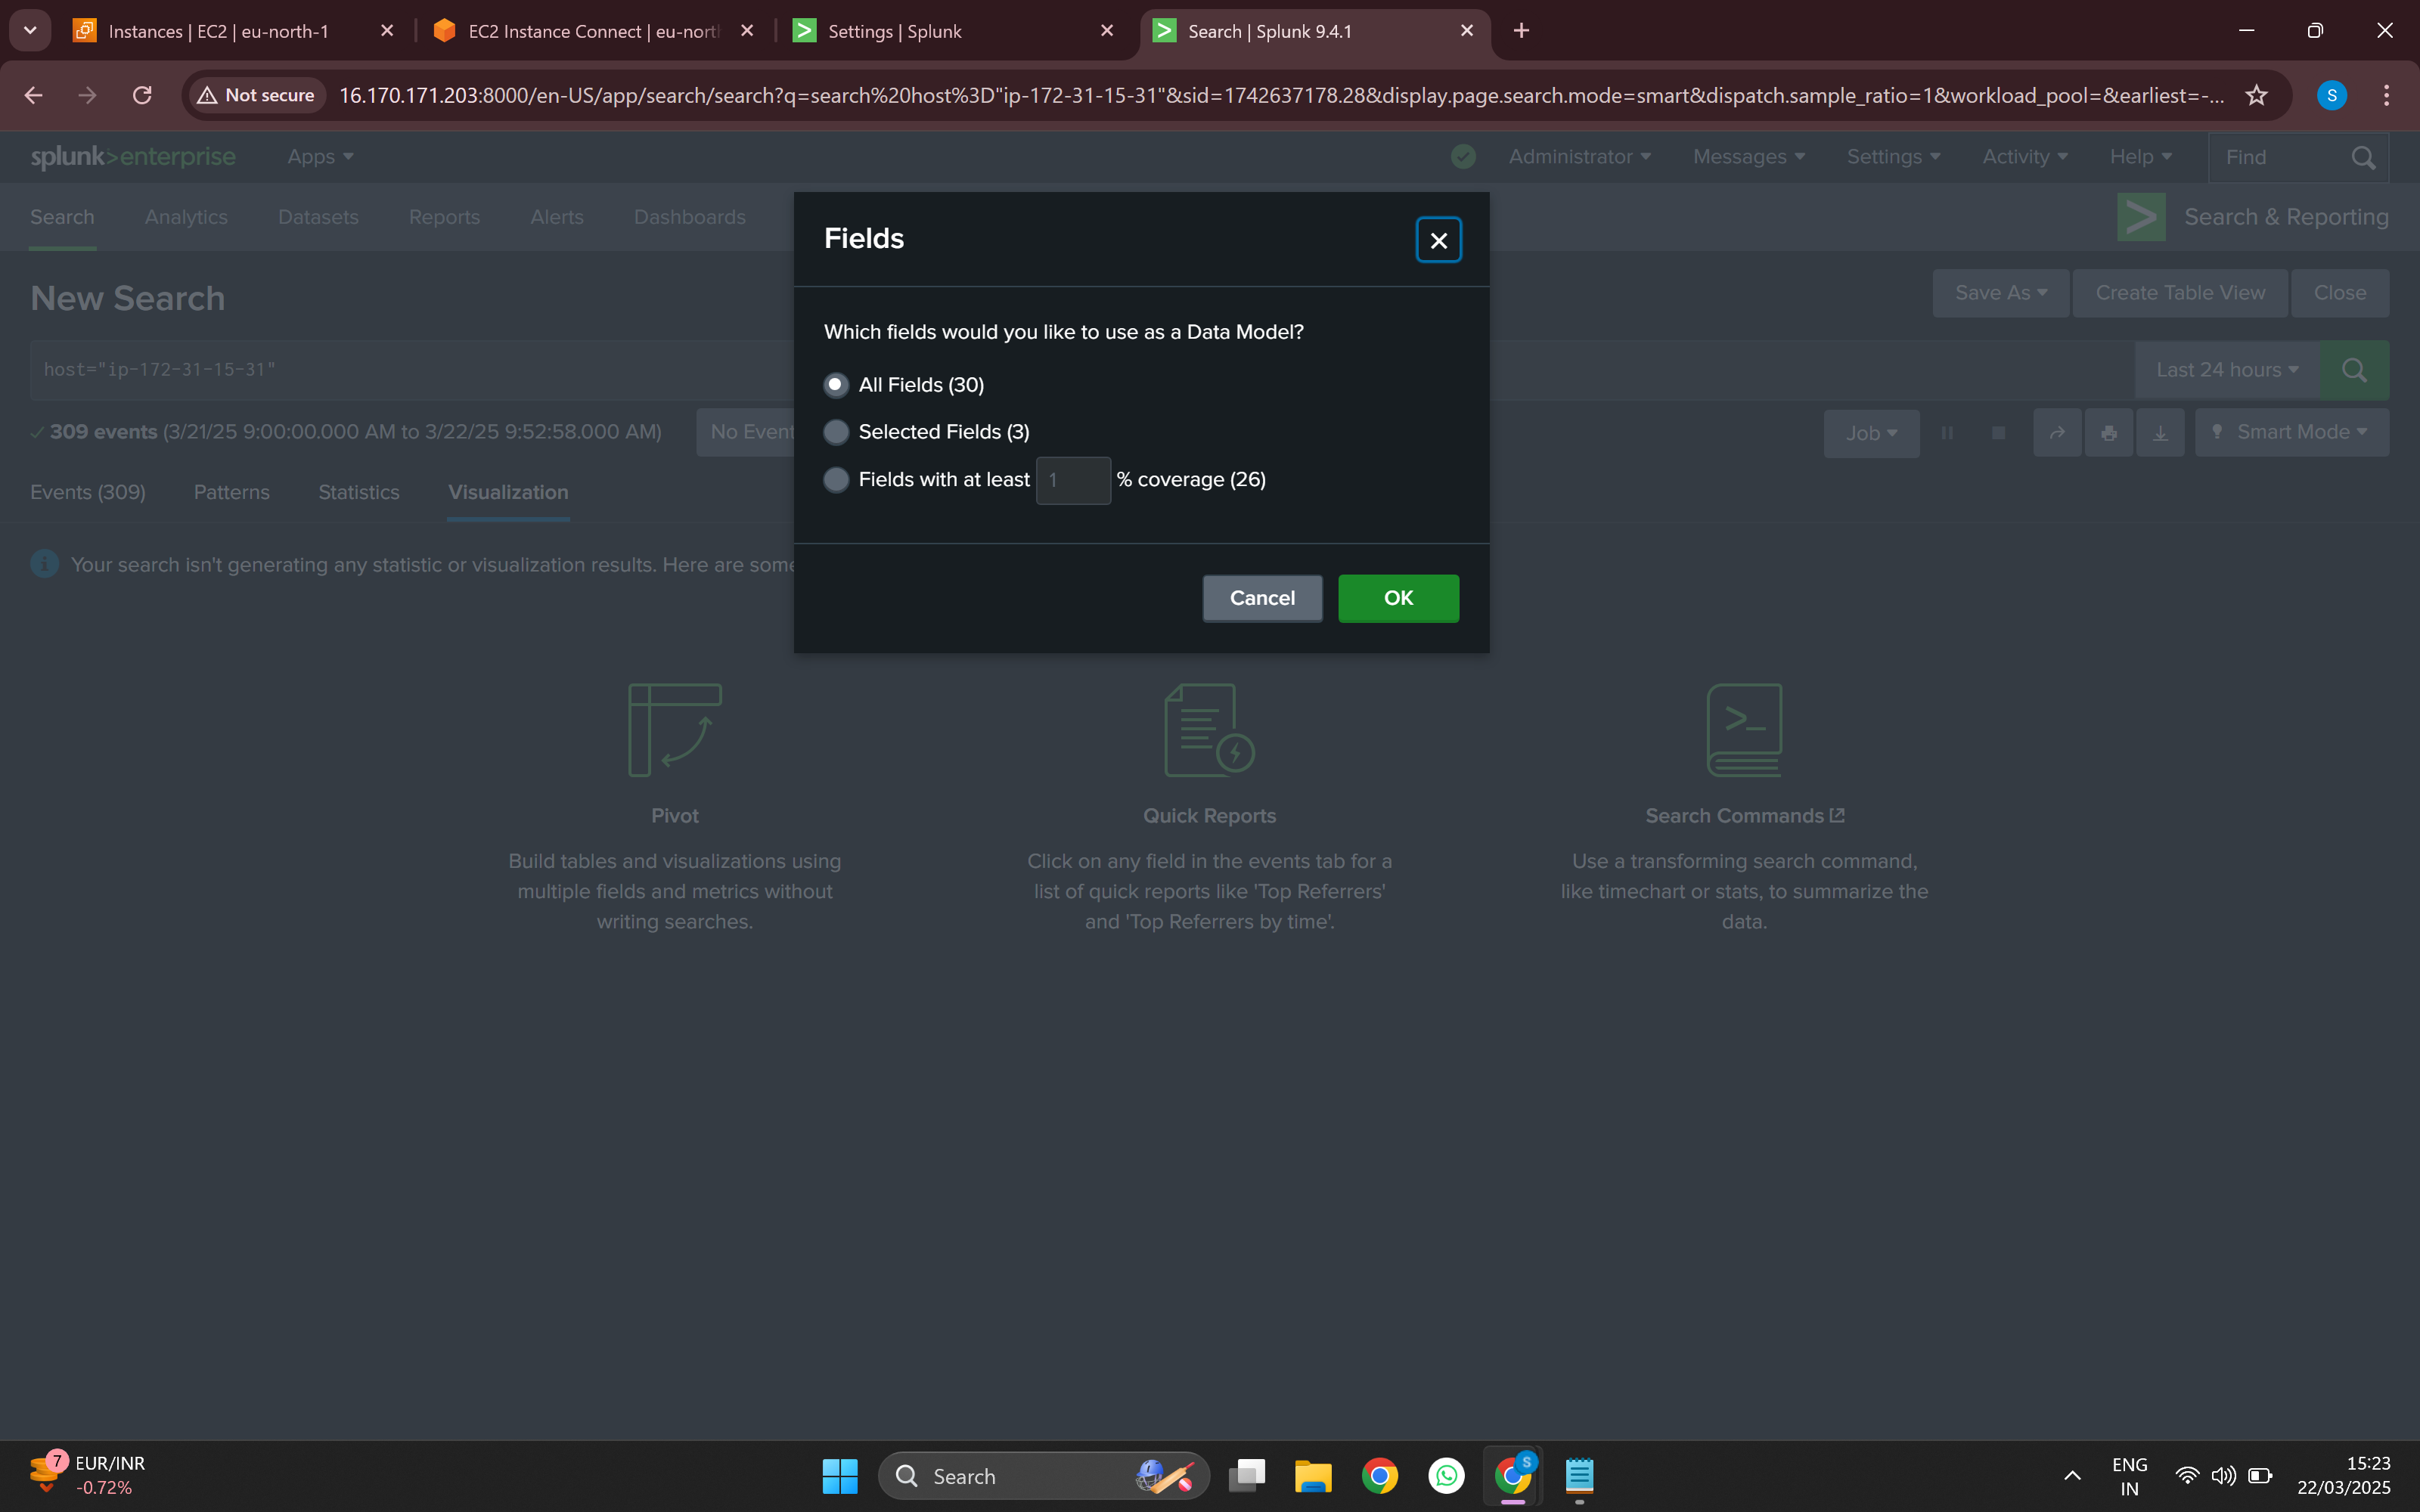 Instances | EC2 | eu-north-1
EC2 Instance Connect | eu-nort
Settings | Splunk
Search | Splunk 9.4.1
Not secure
16.170.171.203:8000/en-US/app/search/search?q=search%20host%3D"ip-172-31-15-31"&sid=1742637178.28&display.page.search.mode=smart&dispatch.sample_ratio=1&workload_pool=&earliest=-...
S
splunk>enterprise
Apps
Administrator
Messages
Settings
Activity
Help
Find
Search
Analytics
Datasets
Reports
Alerts
Dashboards
Search & Reporting
Fields
New Search
Save As
Create Table View
Close
Which fields would you like to use as a Data Model?
host="ip-172-31-15-31"
Last 24 hours
All Fields (30)
309 events (3/21/25 9:00:00.000 AM to 3/22/25 9:52:58.000 AM)
No Event
Selected Fields (3)
Job
Smart Mode
Fields with at least 1 % coverage (26)
Events (309)
Patterns
Statistics
Visualization
Your search isn't generating any statistic or visualization results. Here are some
Cancel
OK
Pivot
Build tables and visualizations using
multiple fields and metrics without
writing searches.
Quick Reports
Click on any field in the events tab for a
list of quick reports like 'Top Referrers'
and 'Top Referrers by time'.
Search Commands
Use a transforming search command,
like timechart or stats, to summarize the
data.
7
EUR/INR
-0.72%
Search
S
ENG
IN
15:23
22/03/2025